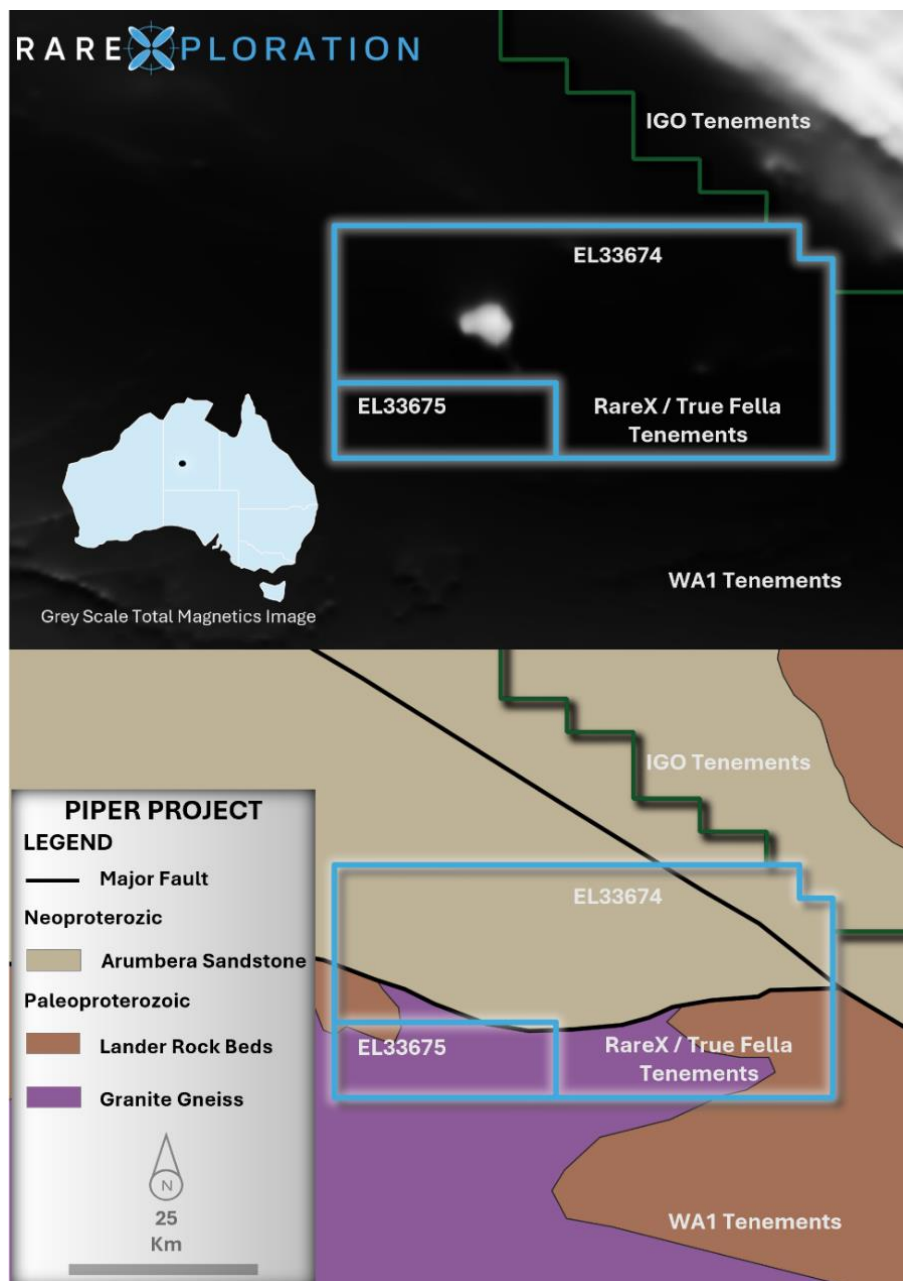 RAREXPLORATION
IGO Tenements
EL33674
EL33675
RareX / True Fella
Tenements
WA1 Tenements
Grey Scale Total Magnetics Image
IGO Tenements
EL33674
EL33675
RareX / True Fella
Tenements
WA1 Tenements
PIPER PROJECT
LEGEND
Major Fault
Neoproterozic
Arumbera Sandstone
Paleoproterozoic
Lander Rock Beds
Granite Gneiss
N
25
Km